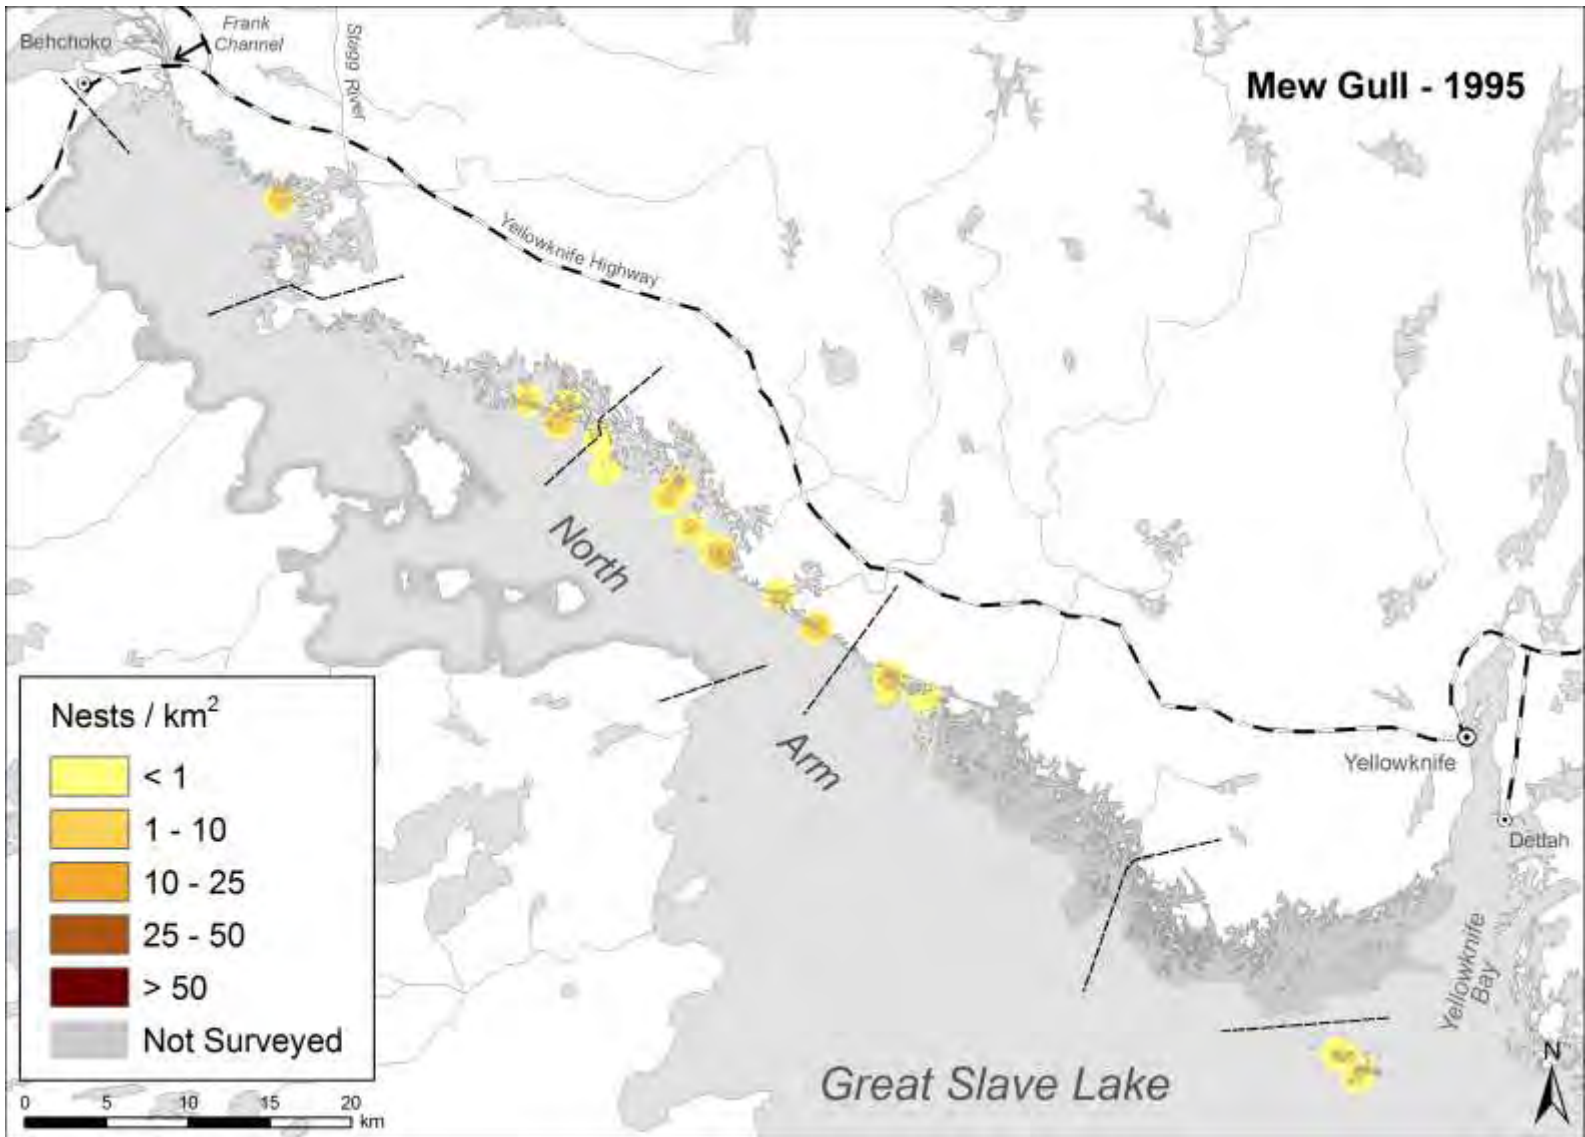 Behchoko
Frank
Channel
Stagg River
Mew Gull - 1995
Yellowknife Highway
North
Arm
Yellowknife
Dettah
Yellowknife
Bay
Great Slave Lake
N
Nests / km²
< 1
1 - 10
10 - 25
25 - 50
> 50
Not Surveyed
0 5 10 15 20
km